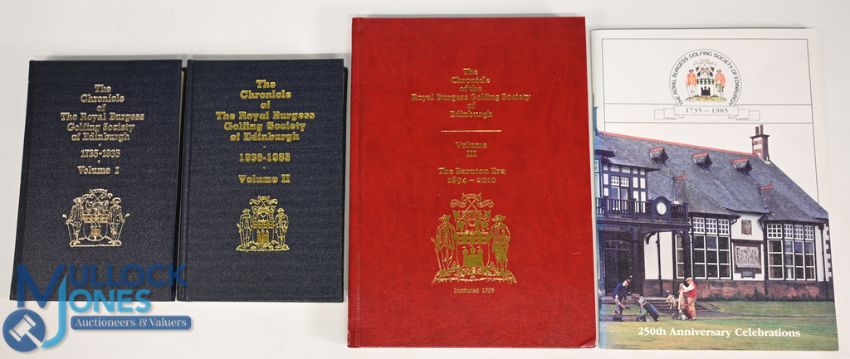 The
Chronicle
of
The Royal Burgess
Golfing Society
of Edinburgh
1735-1935
Volume I
The
Chronicle
of
The Royal Burgess
Golfing Society
of Edinburgh
1936-1985
Volume II
The
Chronicle
of the
Royal Burgess Golfing Society
of
Edinburgh
Volume
III
The Barnton Era
1894 - 2010
Instituted 1735
THE ROYAL BURGESS GOLFING SOCIETY OF EDINBURGH
1735 - 1985
250th Anniversary Celebrations
MULLOCK
JONES
Auctioneers & Valuers